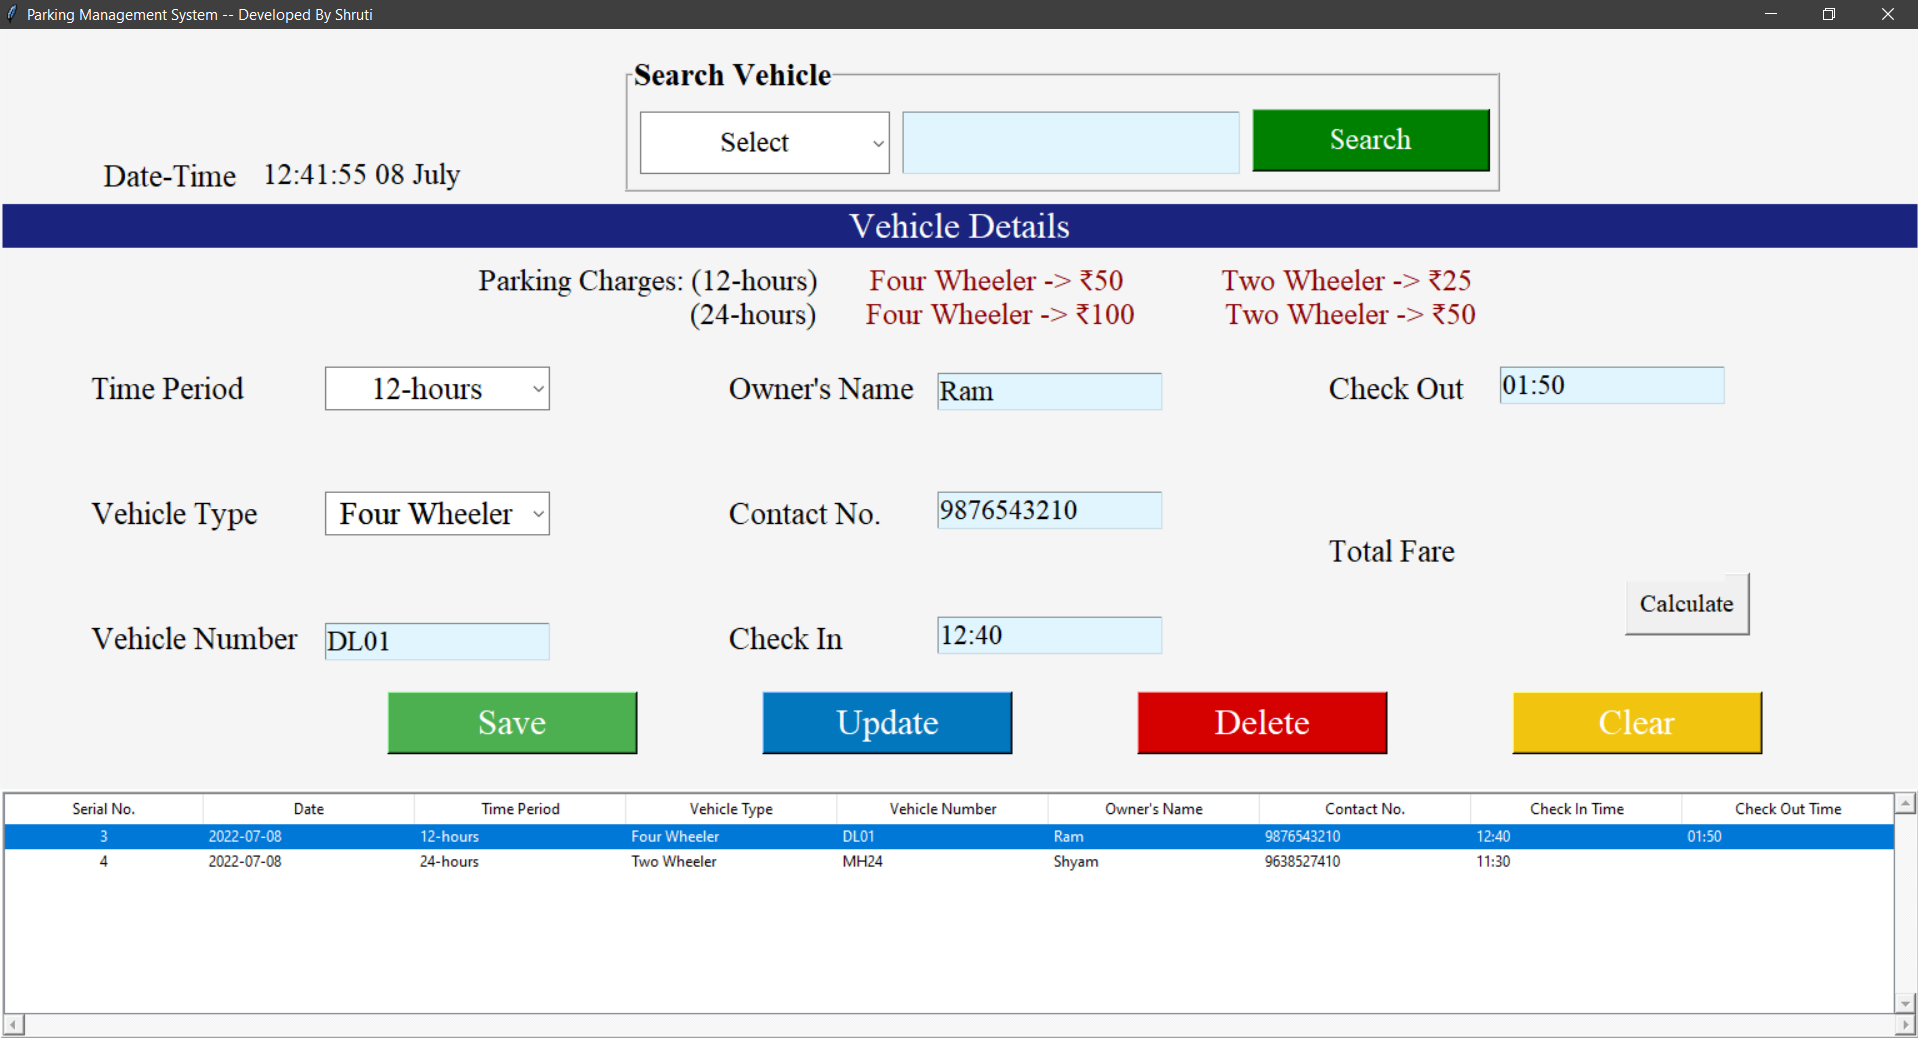 Parking Management System -- Developed By Shruti
Search Vehicle
Select
Search
Date-Time 12:41:55 08 July
Vehicle Details
Parking Charges: (12-hours) Four Wheeler -> ₹50 Two Wheeler -> ₹25
(24-hours) Four Wheeler -> ₹100 Two Wheeler -> ₹50
Time Period 12-hours Owner's Name Ram Check Out 01:50
Vehicle Type Four Wheeler Contact No. 9876543210
Total Fare
Calculate
Vehicle Number DL01 Check In 12:40
Save Update Delete Clear
Serial No. Date Time Period Vehicle Type Vehicle Number Owner's Name Contact No. Check In Time Check Out Time
3 2022-07-08 12-hours Four Wheeler DL01 Ram 9876543210 12:40 01:50
4 2022-07-08 24-hours Two Wheeler MH24 Shyam 9638527410 11:30